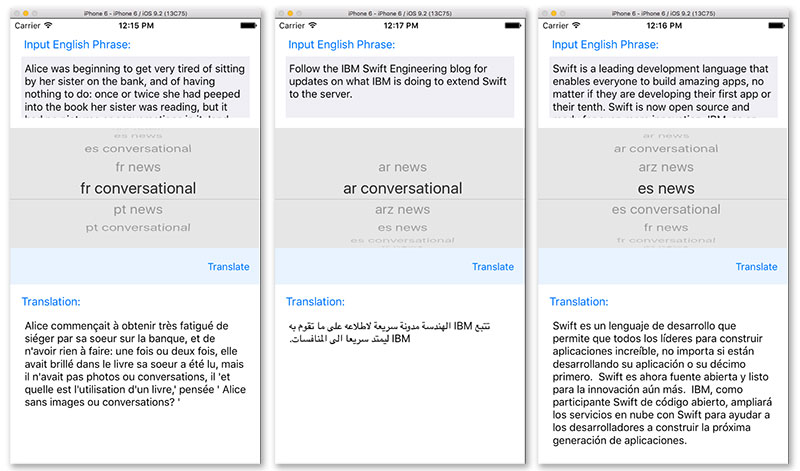 iPhone 6 - iPhone 6 / iOS 9.2 (13C75)
Carrier 12:15 PM
Input English Phrase:
Alice was beginning to get very tired of sitting
by her sister on the bank, and of having
nothing to do: once or twice she had peeped
into the book her sister was reading, but it
es news
es conversational
fr news
fr conversational
pt news
pt conversational
Translate
Translation:
Alice commençait à obtenir très fatigué de
siéger par sa soeur sur la banque, et de
n'avoir rien à faire: une fois ou deux fois, elle
avait brillé dans le livre sa soeur a été lu, mais
il n'avait pas photos ou conversations, il 'et
quelle est l'utilisation d'un livre,' pensée ' Alice
sans images ou conversations? '
iPhone 6 - iPhone 6 / iOS 9.2 (13C75)
Carrier 12:17 PM
Input English Phrase:
Follow the IBM Swift Engineering blog for
updates on what IBM is doing to extend Swift
to the server.
ar news
ar conversational
arz news
es news
es conversational
Translate
Translation:
تتبع IBM الهندسة مدونة سريعة لاطلاعه على ما تقوم به
IBM ليمتد سريعا الى المنافسات.
iPhone 6 - iPhone 6 / iOS 9.2 (13C75)
Carrier 12:16 PM
Input English Phrase:
Swift is a leading development language that
enables everyone to build amazing apps, no
matter if they are developing their first app or
their tenth. Swift is now open source and
ar news
ar conversational
arz news
es news
es conversational
fr news
fr conversational
Translate
Translation:
Swift es un lenguaje de desarrollo que
permite que todos los líderes para construir
aplicaciones increíble, no importa si están
desarrollando su aplicación o su décimo
primero. Swift es ahora fuente abierta y listo
para la innovación aún más. IBM, como
participante Swift de código abierto, ampliará
los servicios en nube con Swift para ayudar a
los desarrolladores a construir la próxima
generación de aplicaciones.